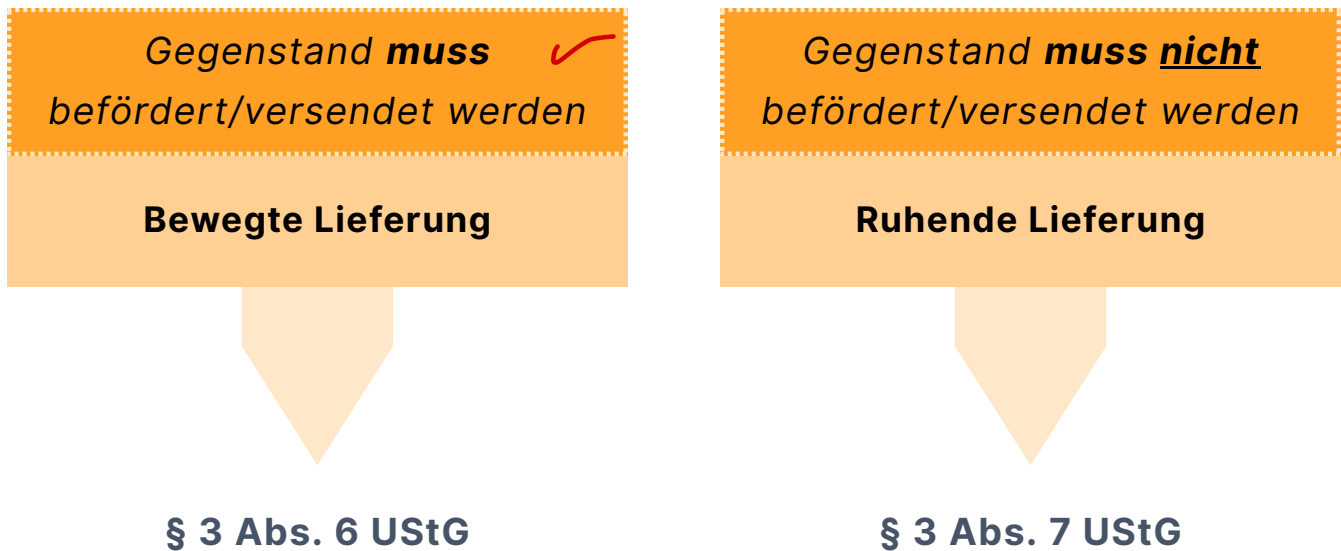 Gegenstand muss
befördert/versendet werden
Bewegte Lieferung
§ 3 Abs. 6 UStG
Gegenstand muss nicht
befördert/versendet werden
Ruhende Lieferung
§ 3 Abs. 7 UStG